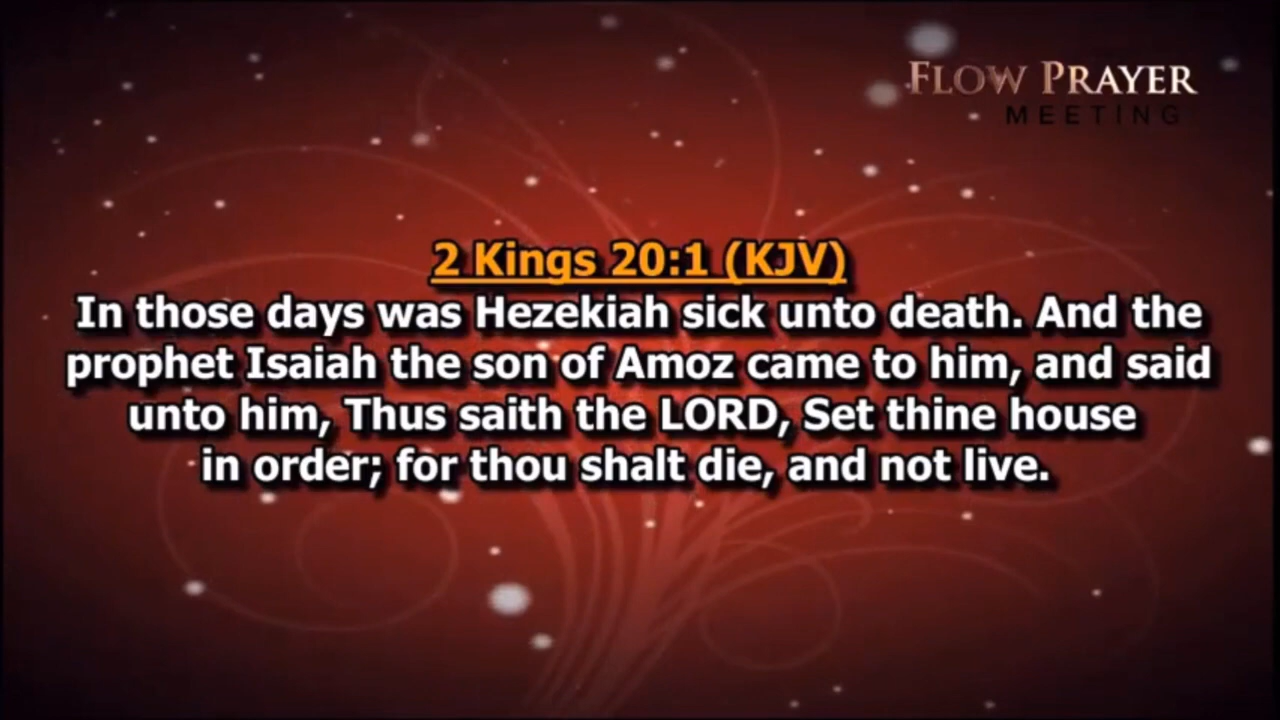 FLOW PRAYER
MEETING
2 Kings 20:1 (KJV)
In those days was Hezekiah sick unto death. And the
prophet Isaiah the son of Amoz came to him, and said
unto him, Thus saith the LORD, Set thine house
in order; for thou shalt die, and not live.